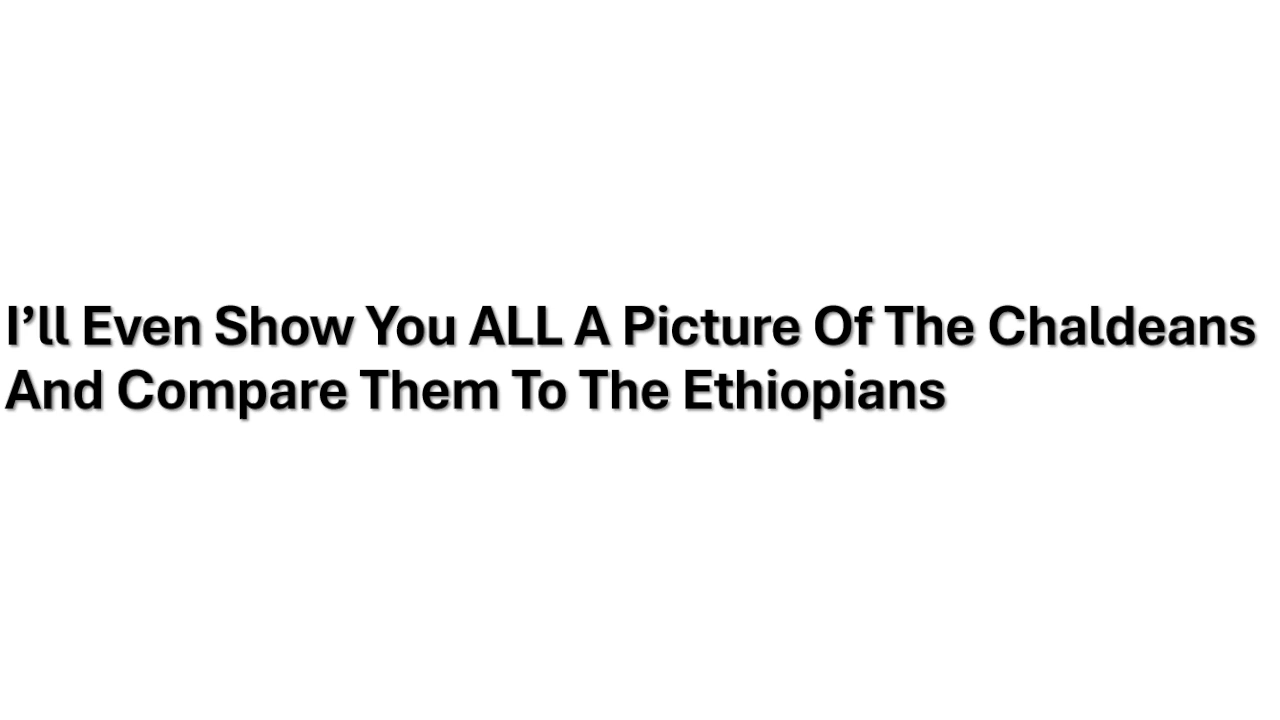 I’ll Even Show You ALL A Picture Of The Chaldeans
And Compare Them To The Ethiopians